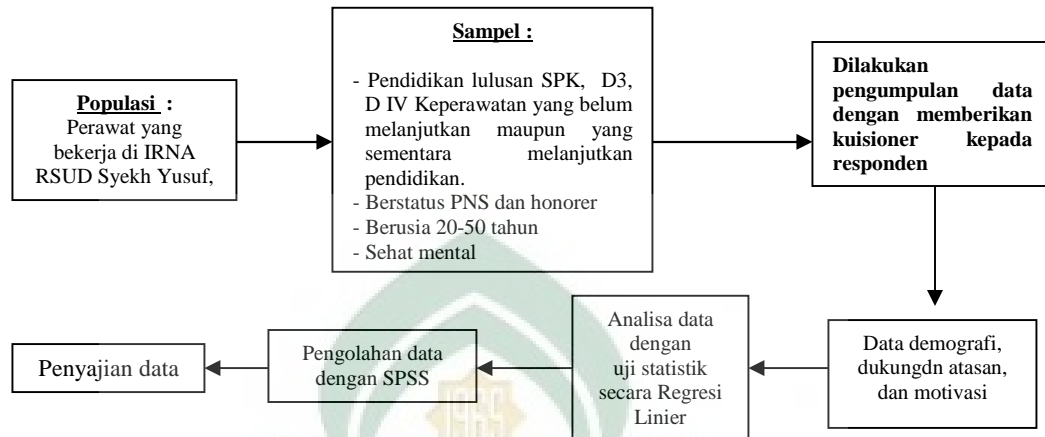 Populasi :
Perawat yang
bekerja di IRNA
RSUD Syekh Yusuf,
Sampel :
- Pendidikan lulusan SPK, D3,
D IV Keperawatan yang belum
melanjutkan maupun yang
sementara melanjutkan
pendidikan.
- Berstatus PNS dan honorer
- Berusia 20-50 tahun
- Sehat mental
Dilakukan
pengumpulan data
dengan memberikan
kuisioner kepada
responden
Data demografi,
dukungdn atasan,
dan motivasi
Analisa data
dengan
uji statistik
secara Regresi
Linier
Pengolahan data
dengan SPSS
Penyajian data